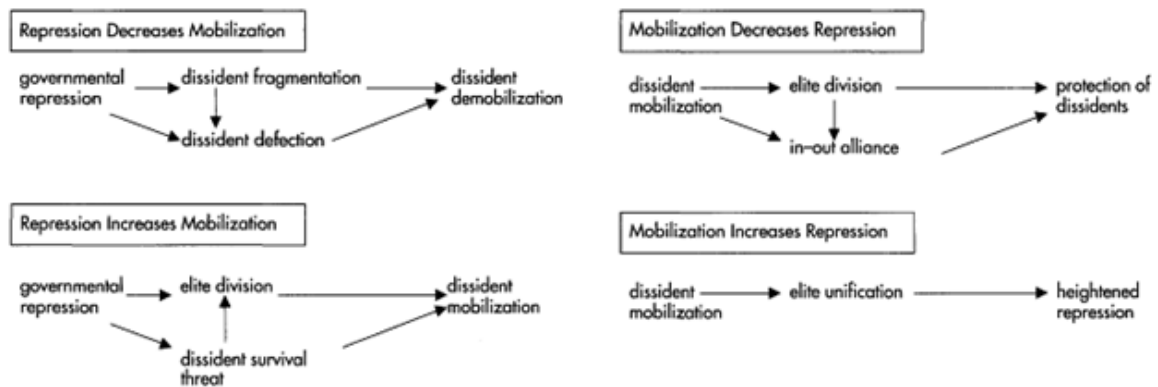 Repression Decreases Mobilization
governmental
repression
dissident fragmentation
dissident defection
dissident
demobilization
Repression Increases Mobilization
governmental
repression
elite division
dissident survival
threat
dissident
mobilization
Mobilization Decreases Repression
dissident
mobilization
elite division
in-out alliance
protection of
dissidents
Mobilization Increases Repression
dissident
mobilization
elite unification
heightened
repression